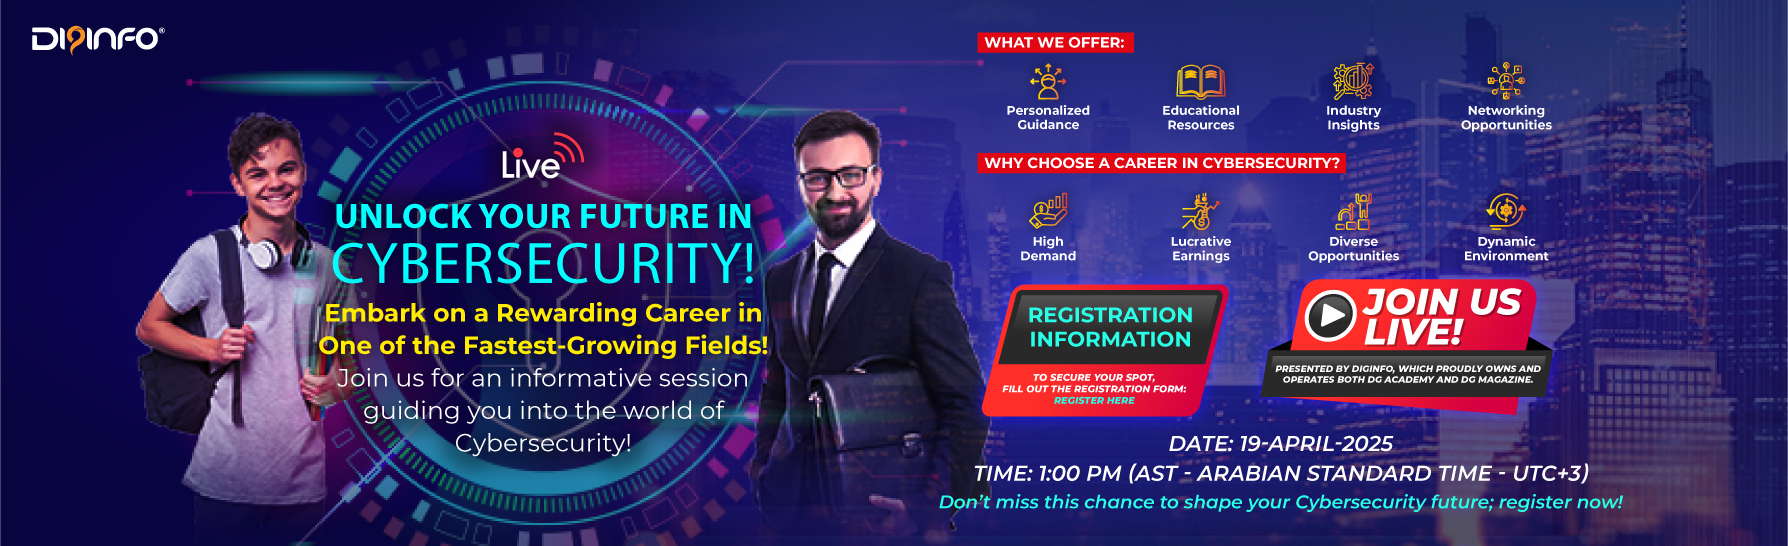 DIGINFO®
Live
UNLOCK YOUR FUTURE IN
CYBERSECURITY!
Embark on a Rewarding Career in
One of the Fastest-Growing Fields!
Join us for an informative session
guiding you into the world of
Cybersecurity!
WHAT WE OFFER:
Personalized
Guidance
Educational
Resources
Industry
Insights
Networking
Opportunities
WHY CHOOSE A CAREER IN CYBERSECURITY?
High
Demand
Lucrative
Earnings
Diverse
Opportunities
Dynamic
Environment
REGISTRATION
INFORMATION
TO SECURE YOUR SPOT,
FILL OUT THE REGISTRATION FORM:
REGISTER HERE
JOIN US
LIVE!
PRESENTED BY DIGINFO, WHICH PROUDLY OWNS AND
OPERATES BOTH DG ACADEMY AND DG MAGAZINE.
DATE: 19-APRIL-2025
TIME: 1:00 PM (AST - ARABIAN STANDARD TIME - UTC+3)
Don't miss this chance to shape your Cybersecurity future; register now!